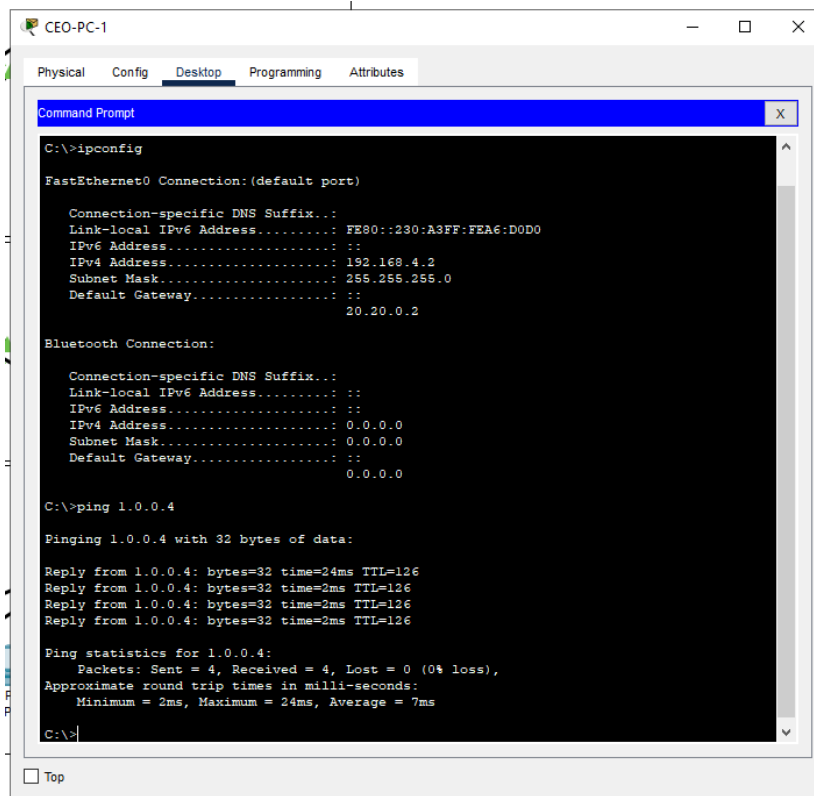 CEO-PC-1
Physical Config Desktop Programming Attributes
Command Prompt X
C:\>ipconfig
FastEthernet0 Connection:(default port)
Connection-specific DNS Suffix..:
Link-local IPv6 Address.........: FE80::230:A3FF:FEA6:D0D0
IPv6 Address....................: ::
IPv4 Address....................: 192.168.4.2
Subnet Mask.....................: 255.255.255.0
Default Gateway.................: ::
20.20.0.2
Bluetooth Connection:
Connection-specific DNS Suffix..:
Link-local IPv6 Address.........: ::
IPv6 Address....................: ::
IPv4 Address....................: 0.0.0.0
Subnet Mask.....................: 0.0.0.0
Default Gateway.................: ::
0.0.0.0
C:\>ping 1.0.0.4
Pinging 1.0.0.4 with 32 bytes of data:
Reply from 1.0.0.4: bytes=32 time=24ms TTL=126
Reply from 1.0.0.4: bytes=32 time=2ms TTL=126
Reply from 1.0.0.4: bytes=32 time=2ms TTL=126
Reply from 1.0.0.4: bytes=32 time=2ms TTL=126
Ping statistics for 1.0.0.4:
Packets: Sent = 4, Received = 4, Lost = 0 (0% loss),
Approximate round trip times in milli-seconds:
Minimum = 2ms, Maximum = 24ms, Average = 7ms
C:\>
Top